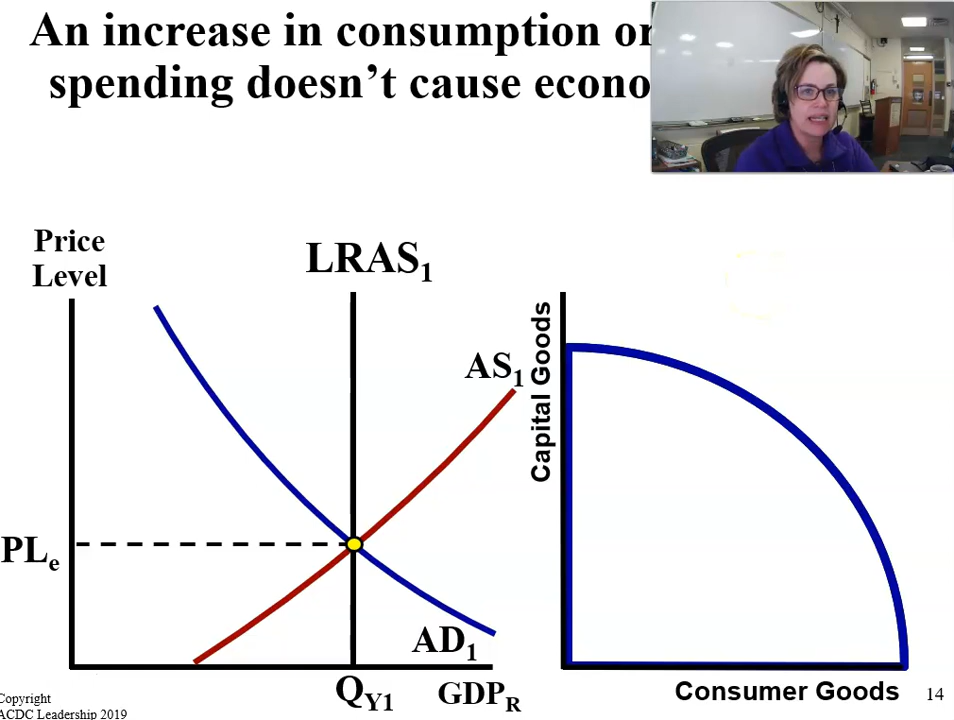 An increase in consumption or
spending doesn't cause econo
Price
Level
LRAS1
AS1
Capital Goods
PLe
AD1
QY1
GDPR
Consumer Goods
14
Copyright
ACDC Leadership 2019